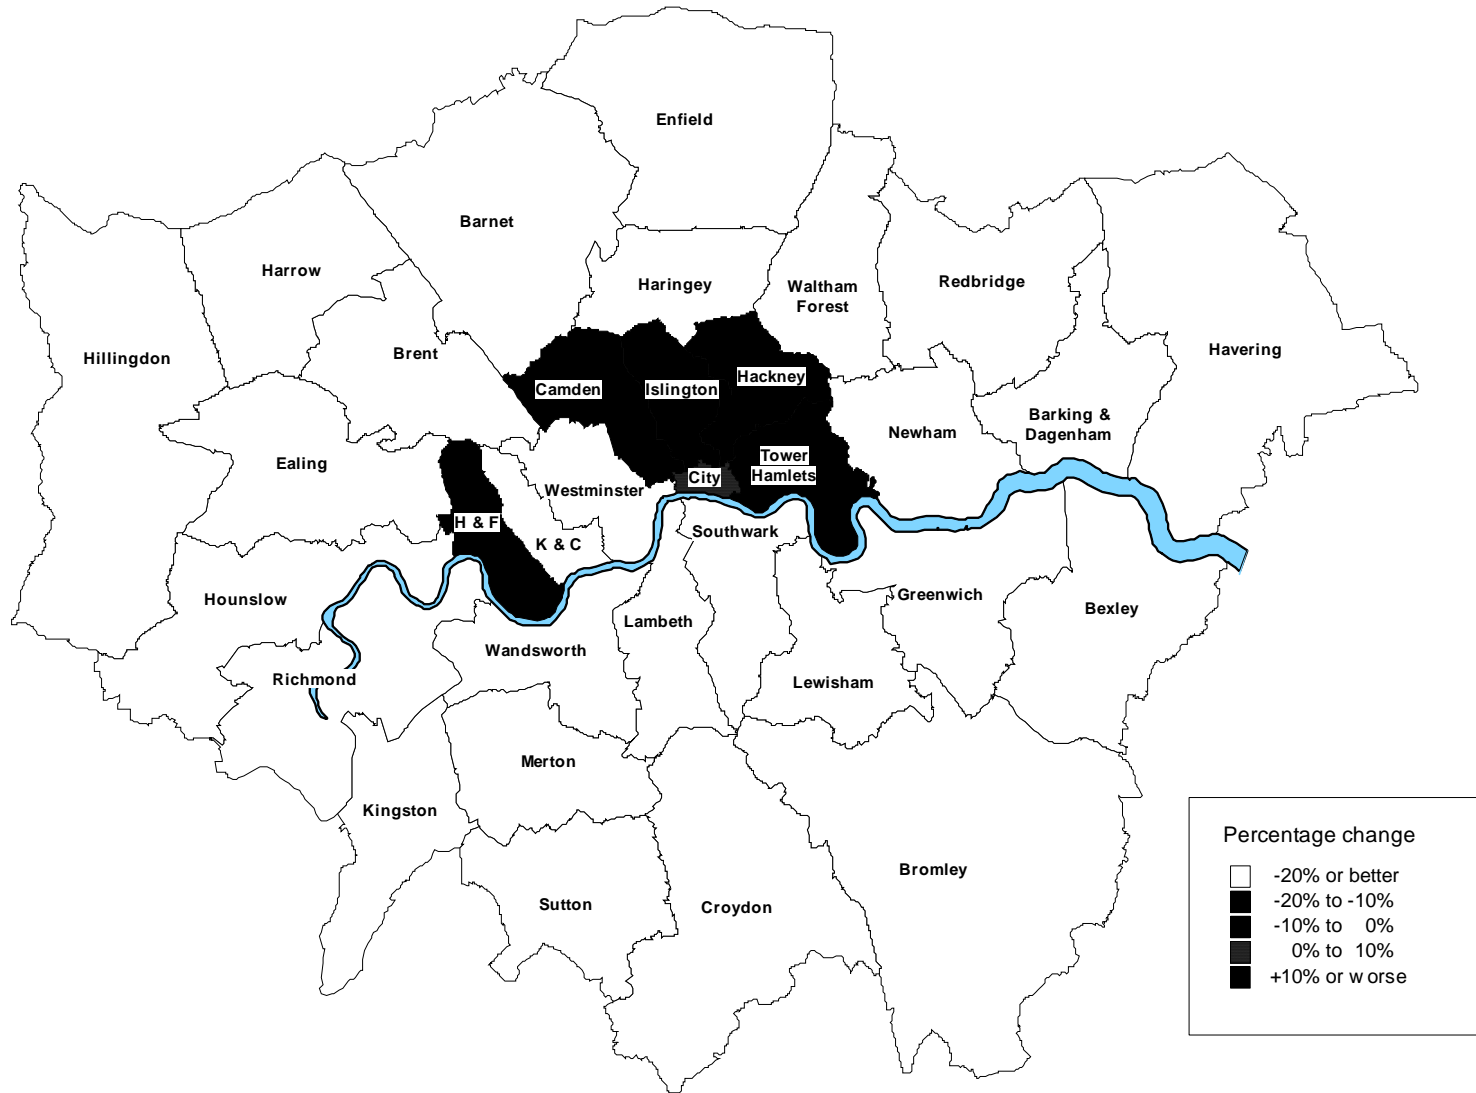 Enfield
Barnet
Harrow
Haringey
Waltham
Forest
Redbridge
Hillingdon
Brent
Havering
Camden
Islington
Hackney
Barking &
Dagenham
Newham
Ealing
Tower
Hamlets
City
Westminster
H & F
K & C
Southwark
Hounslow
Greenwich
Bexley
Lambeth
Wandsworth
Richmond
Lewisham
Merton
Kingston
Bromley
Sutton
Croydon
Percentage change
-20% or better
-20% to -10%
-10% to 0%
0% to 10%
+10% or worse